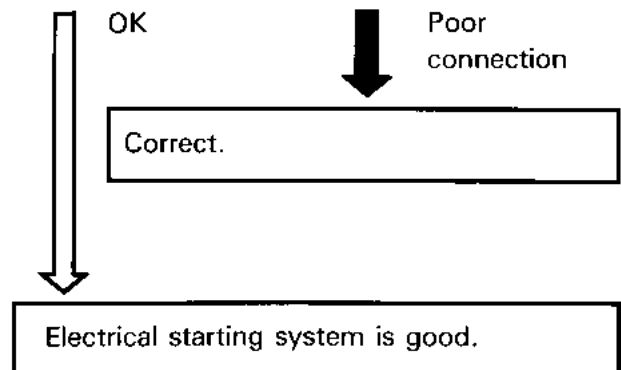 OK
Poor
connection
Correct.
Electrical starting system is good.